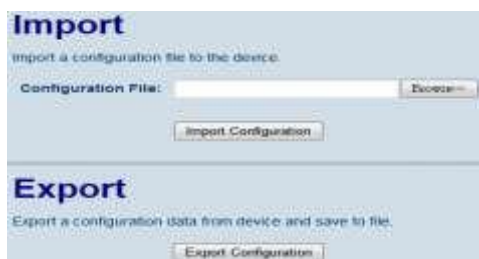 Import
Import a configuration file to the device.
Configuration File:
Browse...
Import Configuration
Export
Export a configuration data from device and save to file.
Export Configuration